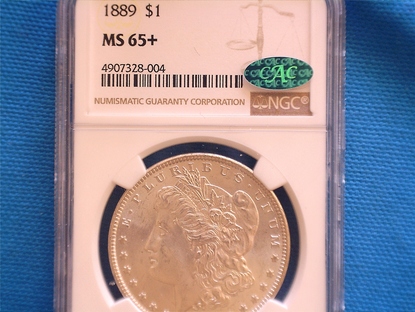 1889 $1
MS 65+
4907328-004
NUMISMATIC GUARANTY CORPORATION
NGC®
CAC
E·PLURIBUS·UNUM